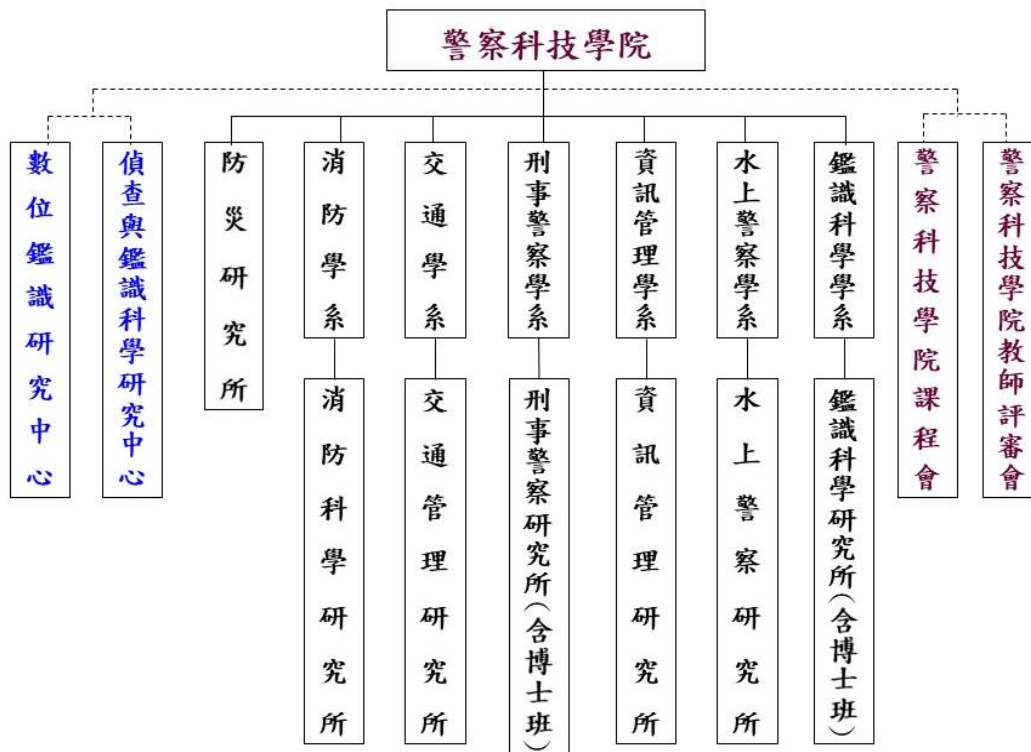 警察科技學院
數位鑑識研究中心
偵查與鑑識科學研究中心
防災研究所
消防學系
交通學系
刑事警察學系
資訊管理學系
水上警察學系
鑑識科學學系
警察科技學院課程會
警察科技學院教師評審會
消防科學研究所
交通管理研究所
刑事警察研究所(含博士班)
資訊管理研究所
水上警察研究所
鑑識科學研究所(含博士班)